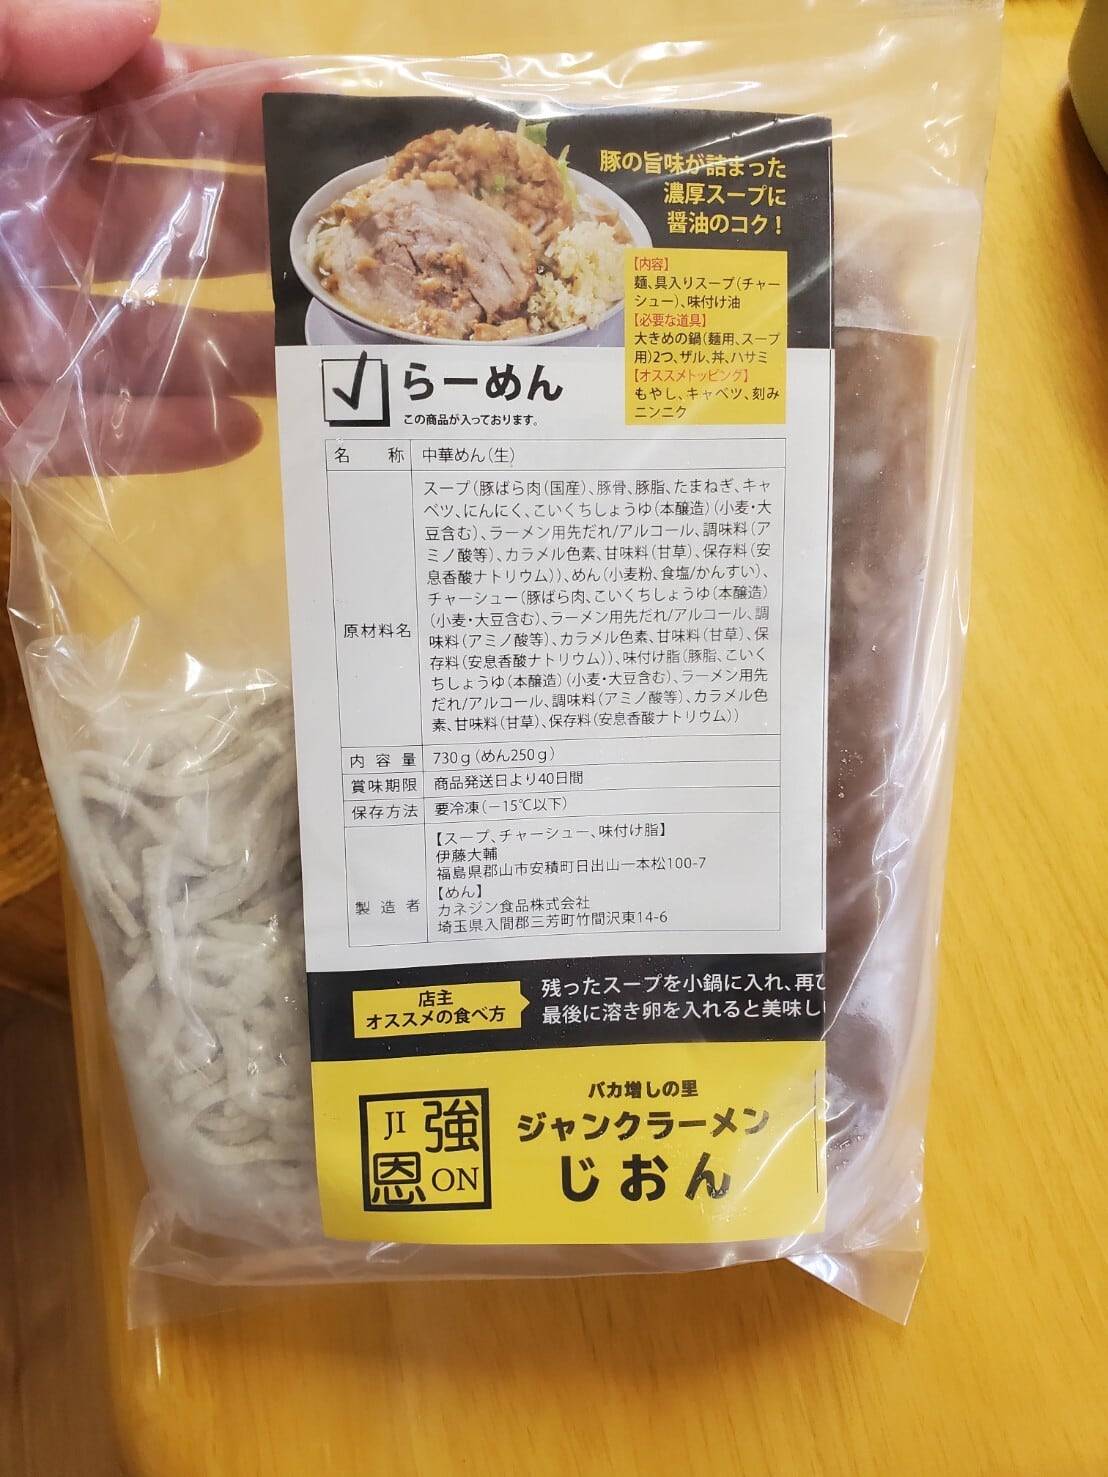 豚の旨味が詰まった
濃厚スープに
醤油のコク！
【内容】
麺、具入りスープ（チャー
シュー）、味付け油
【必要な道具】
大きめの鍋（麺用、スープ
用）2つ、ザル、丼、ハサミ
【オススメトッピング】
もやし、キャベツ、刻み
ニンニク
らーめん
この商品が入っております。
名 称 中華めん（生）
原材料名
スープ（豚ばら肉（国産）、豚骨、豚脂、たまねぎ、キャ
ベツ、にんにく、こいくちしょうゆ（本醸造）（小麦・大
豆含む）、ラーメン用先だれ/アルコール、調味料（ア
ミノ酸等）、カラメル色素、甘味料（甘草）、保存料（安
息香酸ナトリウム））、めん（小麦粉、食塩/かんすい）、
チャーシュー（豚ばら肉、こいくちしょうゆ（本醸造）
（小麦・大豆含む）、ラーメン用先だれ/アルコール、調
味料（アミノ酸等）、カラメル色素、甘味料（甘草）、保
存料（安息香酸ナトリウム））、味付け脂（豚脂、こいく
ちしょうゆ（本醸造）（小麦・大豆含む）、ラーメン用先
だれ/アルコール、調味料（アミノ酸等）、カラメル色
素、甘味料（甘草）、保存料（安息香酸ナトリウム））
内容量 730g（めん250g）
賞味期限 商品発送日より40日間
保存方法 要冷凍（−15℃以下）
製造者
【スープ、チャーシュー、味付け脂】
伊藤大輔
福島県郡山市安積町日出山一本松100-7
【めん】
カネジン食品株式会社
埼玉県入間郡三芳町竹間沢東14-6
店主
オススメの食べ方
残ったスープを小鍋に入れ、再び
最後に溶き卵を入れると美味し
JI 強
恩 ON
バカ増しの里
ジャンクラーメン
じおん